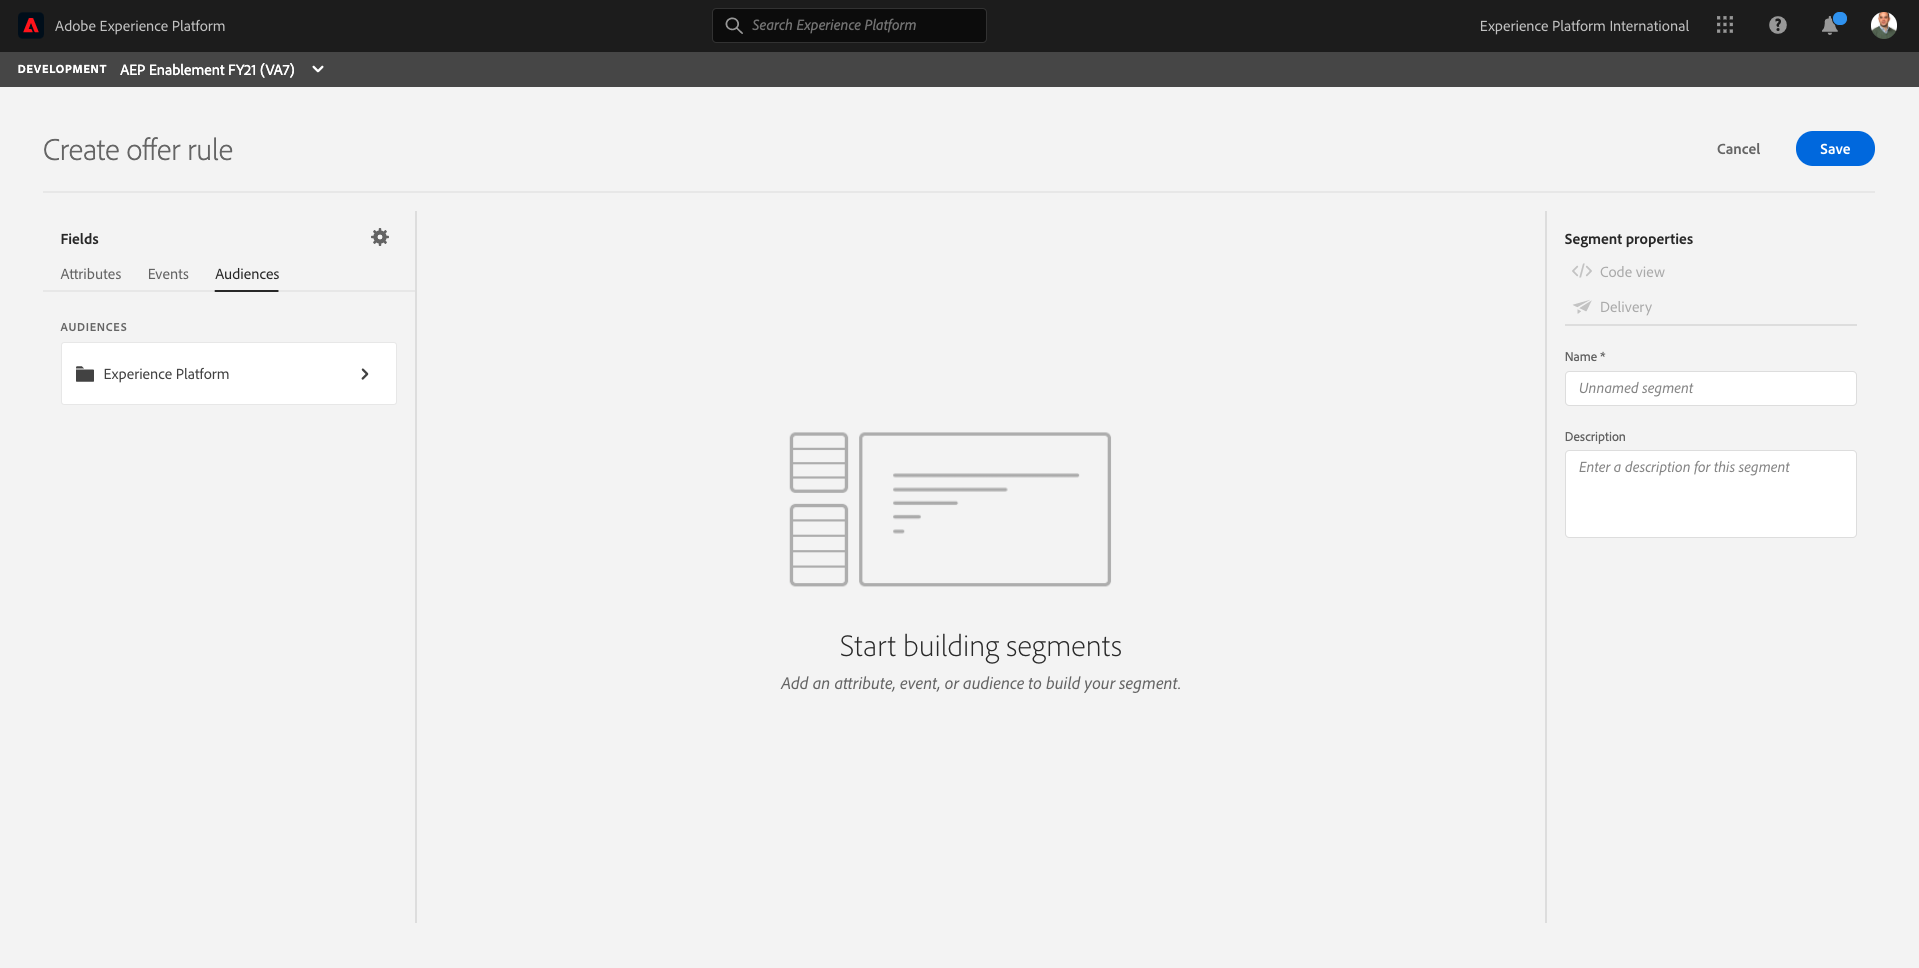 Adobe Experience Platform
Search Experience Platform
Experience Platform International
DEVELOPMENT AEP Enablement FY21 (VA7)
Create offer rule
Cancel
Save
Fields
Attributes
Events
Audiences
AUDIENCES
Experience Platform
Start building segments
Add an attribute, event, or audience to build your segment.
Segment properties
</> Code view
Delivery
Name *
Unnamed segment
Description
Enter a description for this segment